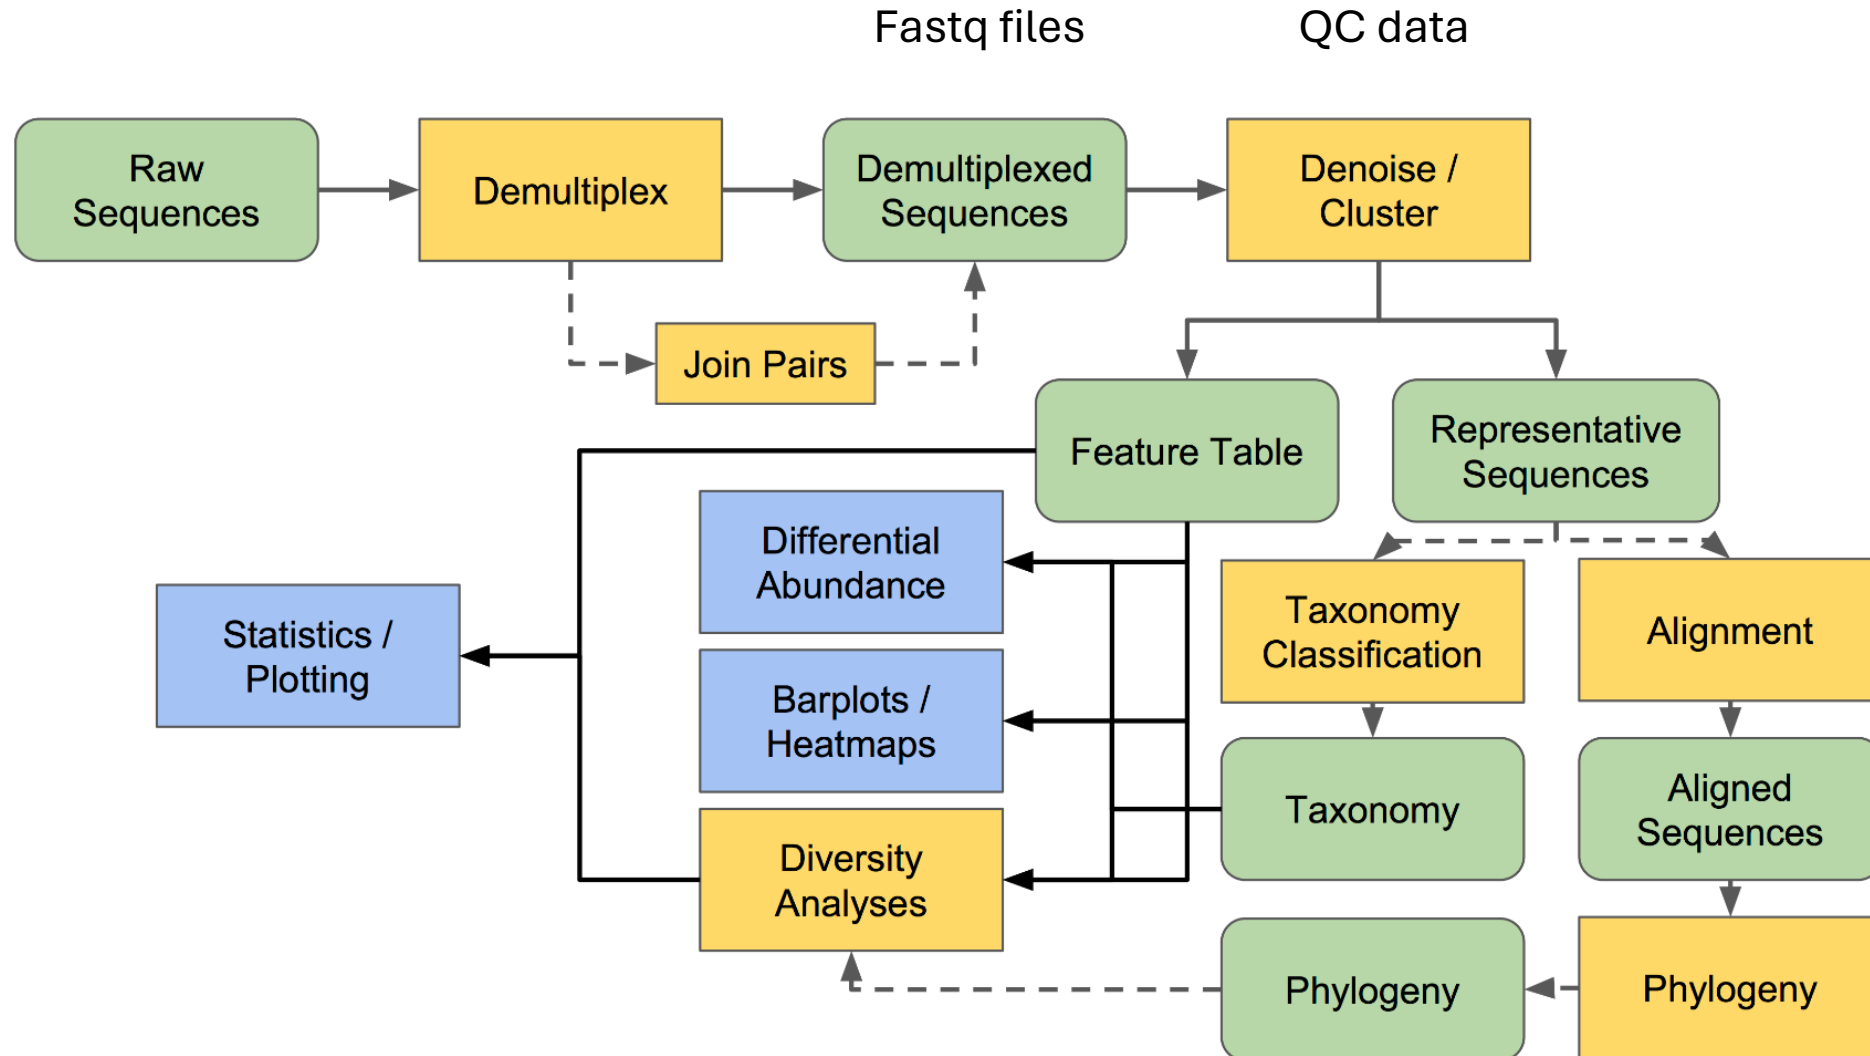 Fastq files
QC data
Raw
Sequences
Demultiplex
Demultiplexed
Sequences
Denoise /
Cluster
Join Pairs
Feature Table
Representative
Sequences
Differential
Abundance
Taxonomy
Classification
Alignment
Statistics /
Plotting
Barplots /
Heatmaps
Taxonomy
Aligned
Sequences
Diversity
Analyses
Phylogeny
Phylogeny